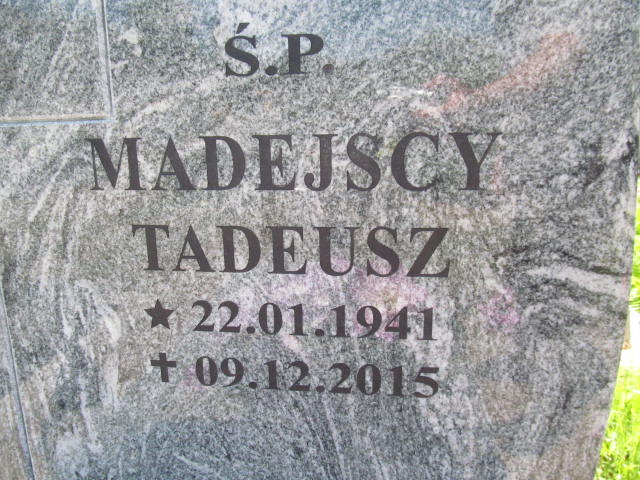 Ś.P.
MADEJSCY
TADEUSZ
★ 22.01.1941
✝ 09.12.2015